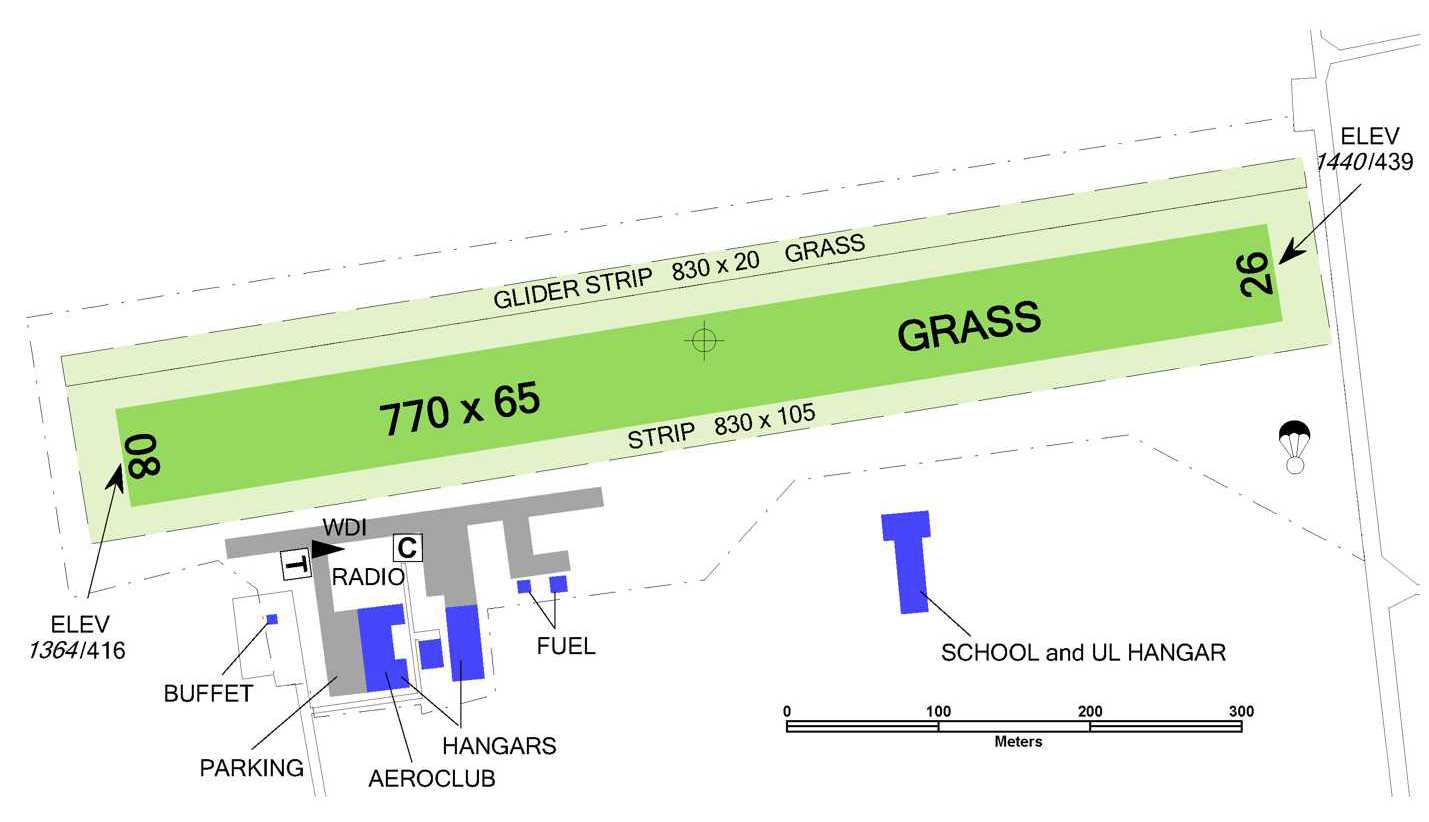 ELEV
1440/439
GLIDER STRIP 830 x 20 GRASS
26
GRASS
770 x 65
STRIP 830 x 105
08
WDI
C
T
RADIO
ELEV
1364/416
FUEL
BUFFET
SCHOOL and UL HANGAR
0 100 200 300
Meters
HANGARS
PARKING
AEROCLUB